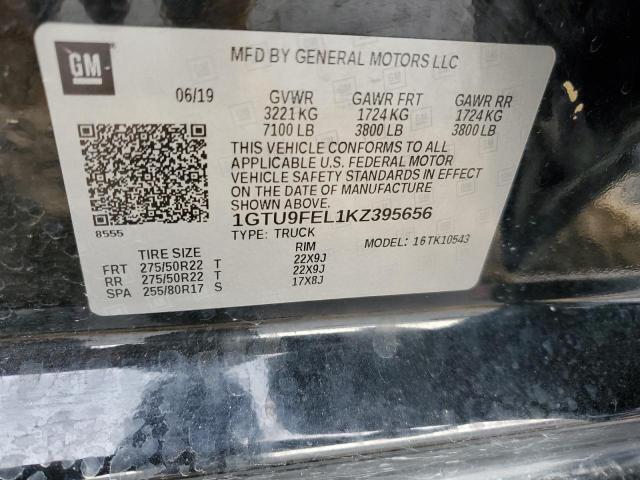 GM
MFD BY GENERAL MOTORS LLC
06/19 GVWR GAWR FRT GAWR RR
3221 KG 1724 KG 1724 KG
7100 LB 3800 LB 3800 LB
THIS VEHICLE CONFORMS TO ALL
APPLICABLE U.S. FEDERAL MOTOR
VEHICLE SAFETY STANDARDS IN EFFECT
ON THE DATE OF MANUFACTURE
SHOWN ABOVE.
1GTU9FEL1KZ395656
8555 TYPE: TRUCK MODEL: 16TK10543
TIRE SIZE RIM
FRT 275/50R22 T 22X9J
RR 275/50R22 T 22X9J
SPA 255/80R17 S 17X8J